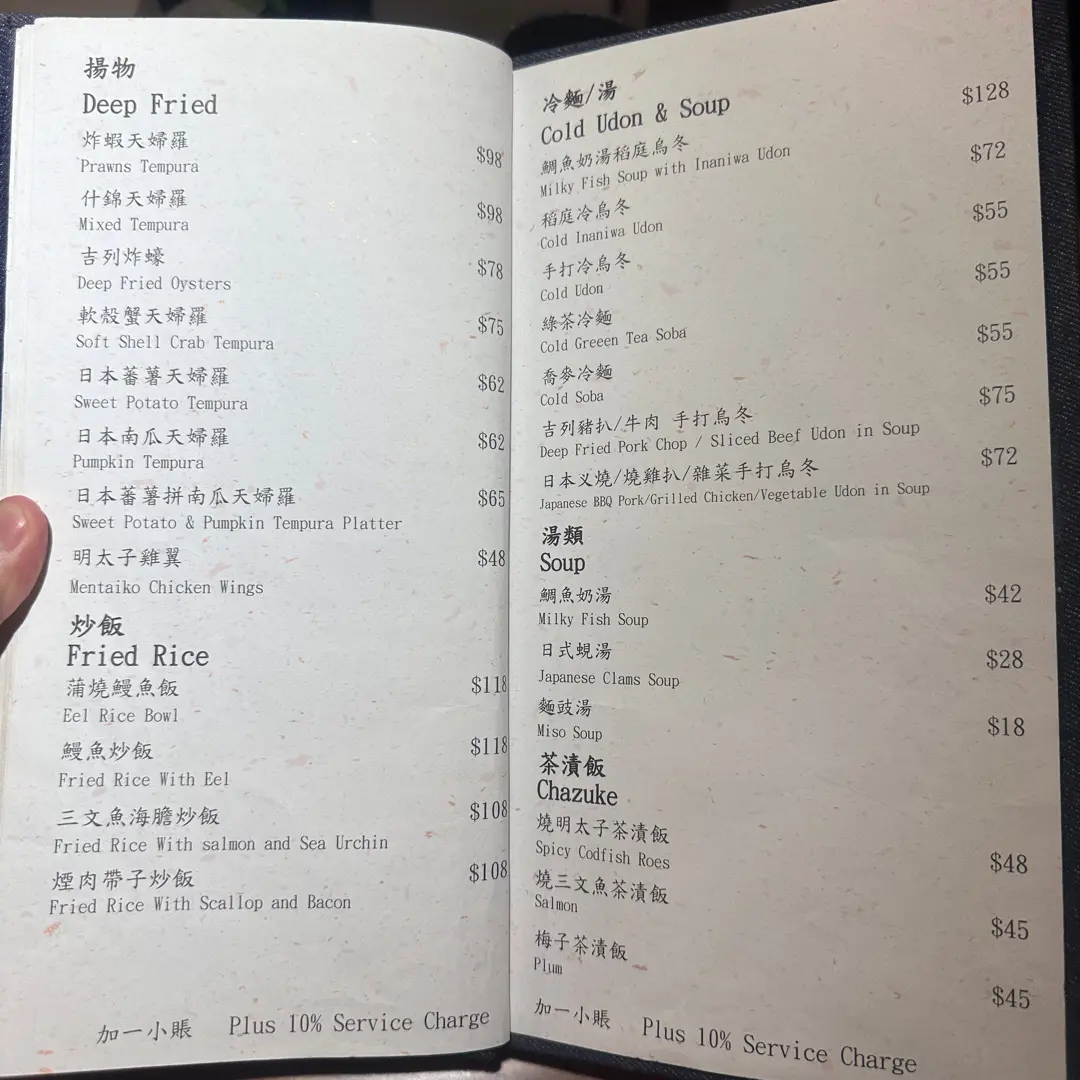 揚物
Deep Fried
炸蝦天婦羅
Prawns Tempura $98
什錦天婦羅
Mixed Tempura $98
吉列炸蠔
Deep Fried Oysters $78
軟殼蟹天婦羅
Soft Shell Crab Tempura $75
日本蕃薯天婦羅
Sweet Potato Tempura $62
日本南瓜天婦羅
Pumpkin Tempura $62
日本蕃薯拼南瓜天婦羅 $65
Sweet Potato & Pumpkin Tempura Platter
明太子雞翼 $48
Mentaiko Chicken Wings
炒飯
Fried Rice
蒲燒鰻魚飯 $118
Eel Rice Bowl
鰻魚炒飯 $118
Fried Rice With Eel
三文魚海膽炒飯 $108
Fried Rice With salmon and Sea Urchin
煙肉帶子炒飯 $108
Fried Rice With Scallop and Bacon
加一小賬 Plus 10% Service Charge
冷麵/湯
Cold Udon & Soup $128
鯛魚奶湯稻庭烏冬
Milky Fish Soup with Inaniwa Udon $72
稻庭冷烏冬
Cold Inaniwa Udon $55
手打冷烏冬
Cold Udon $55
綠茶冷麵
Cold Greeen Tea Soba $55
喬麥冷麵
Cold Soba $75
吉列豬扒/牛肉 手打烏冬
Deep Fried Pork Chop / Sliced Beef Udon in Soup
日本义燒/燒雞扒/雜菜手打烏冬 $72
Japanese BBQ Pork/Grilled Chicken/Vegetable Udon in Soup
湯類
Soup
鯛魚奶湯 $42
Milky Fish Soup
日式蜆湯 $28
Japanese Clams Soup
麵豉湯
Miso Soup $18
茶漬飯
Chazuke
燒明太子茶漬飯
Spicy Codfish Roes $48
燒三文魚茶漬飯
Salmon $45
梅子茶漬飯
Plum $45
加一小賬 Plus 10% Service Charge